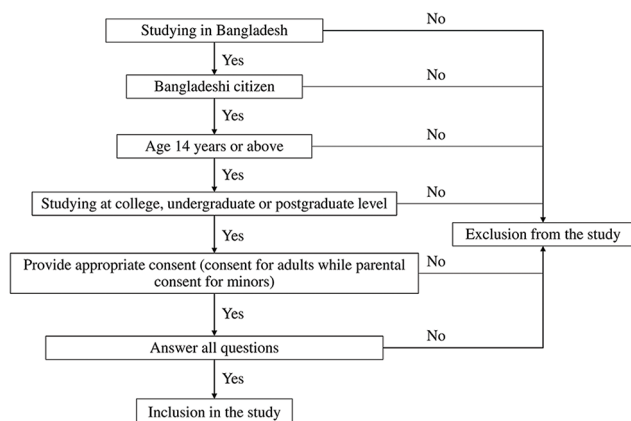 No
Studying in Bangladesh
Yes
No
Bangladeshi citizen
Yes
No
Age 14 years or above
Yes
No
Studying at college, undergraduate or postgraduate level
Yes
Exclusion from the study
Provide appropriate consent (consent for adults while parental
consent for minors)
No
Yes
No
Answer all questions
Yes
Inclusion in the study